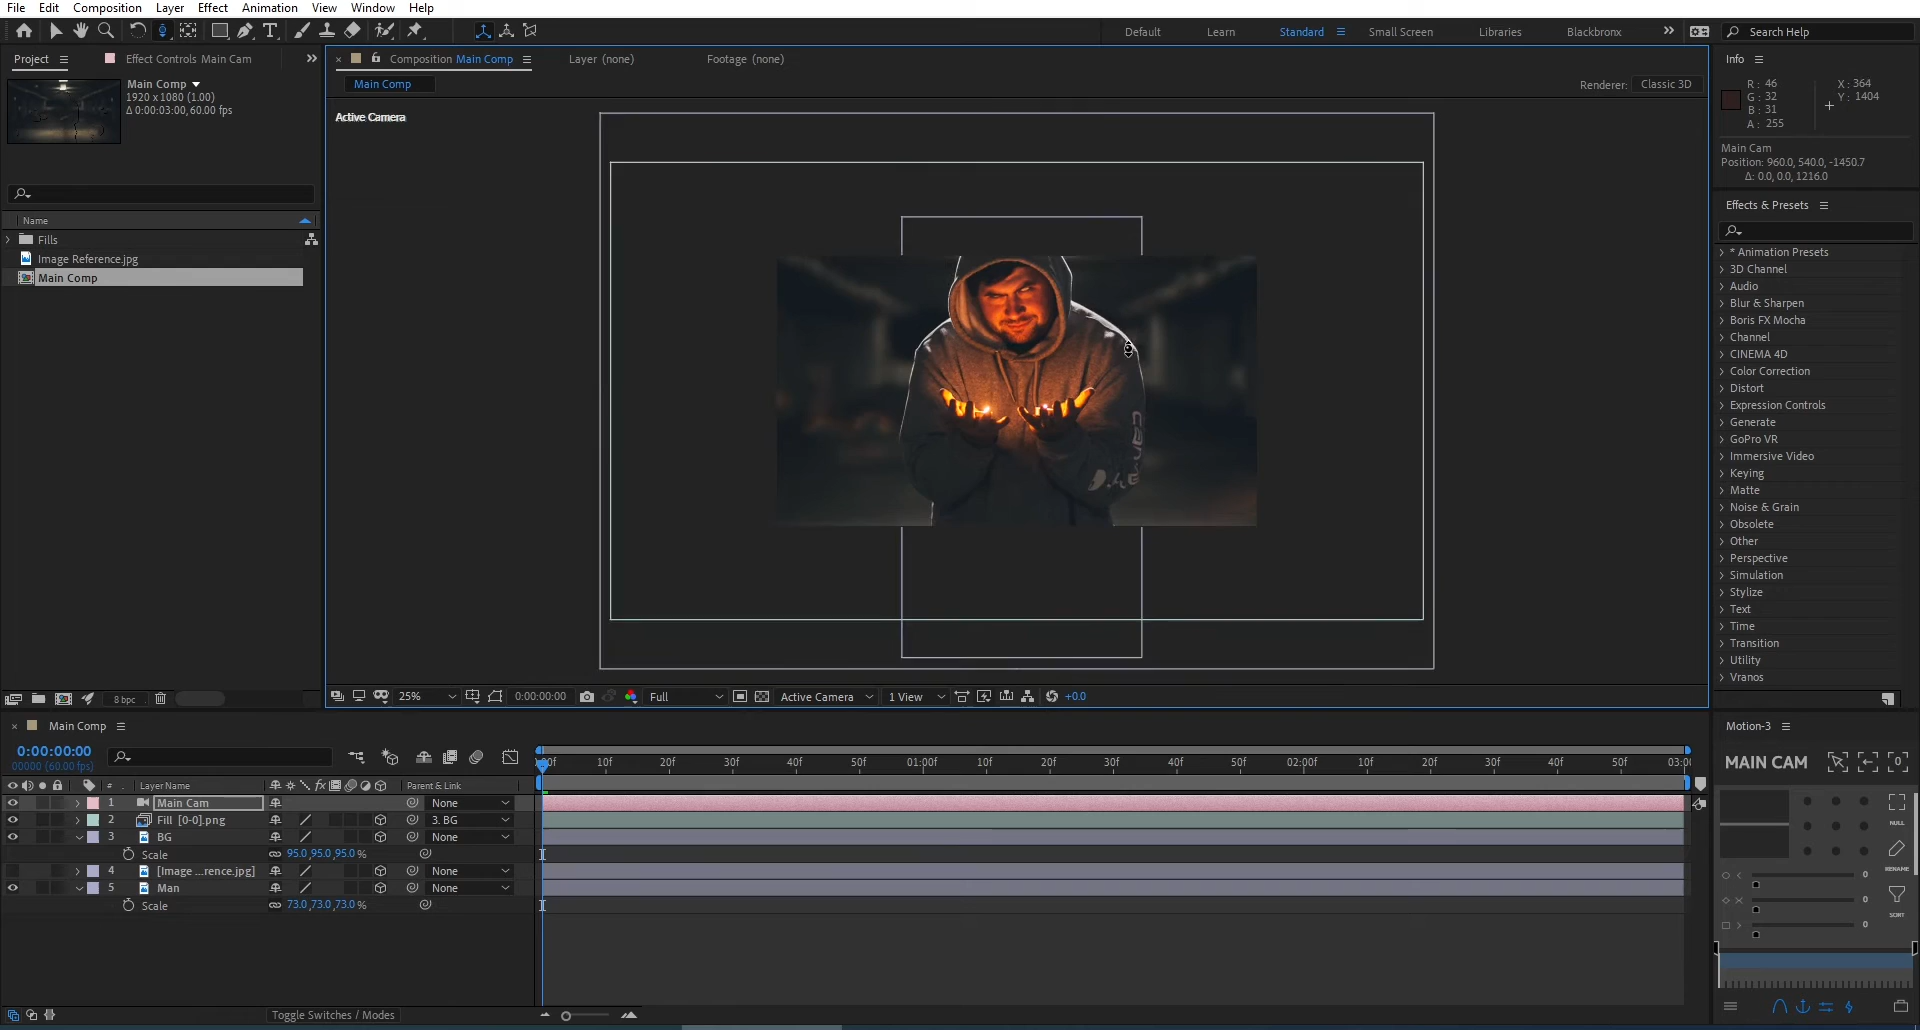 File Edit Composition Layer Effect Animation View Window Help
Default Learn Standard Small Screen Libraries Blackbronx Search Help
Project Effect Controls Main Cam
Composition Main Comp Layer (none) Footage (none)
Main Comp
1920 x 1080 (1.00)
Δ 0:00:03:00, 60.00 fps
Main Comp Renderer: Classic 3D
Active Camera
Name
Fills
Image Reference.jpg
Main Comp
8 bpc
25% 0:00:00:00 Full Active Camera 1 View +0.0
Info
R : 46
G : 32
B : 31
A : 255
X : 364
Y : 1404
Main Cam
Position: 960.0, 540.0, -1450.7
Δ: 0.0, 0.0, 1216.0
Effects & Presets
* Animation Presets
3D Channel
Audio
Blur & Sharpen
Boris FX Mocha
Channel
CINEMA 4D
Color Correction
Distort
Expression Controls
Generate
GoPro VR
Immersive Video
Keying
Matte
Noise & Grain
Obsolete
Other
Perspective
Simulation
Stylize
Text
Time
Transition
Utility
Vranos
Main Comp
0:00:00:00
00000 (60.00 fps)
10f 20f 30f 40f 50f 01:00f 10f 20f 30f 40f 50f 02:00f 10f 20f 30f 40f 50f 03:0
# Layer Name fx Parent & Link
1 Main Cam None
2 Fill [0-0].png 3. BG
3 BG None
Scale 95.0,95.0,95.0 %
4 [Image ...rence.jpg] None
5 Man None
Scale 73.0,73.0,73.0 %
Toggle Switches / Modes
Motion-3
MAIN CAM
NULL
RENAME
SORT
0
0
0